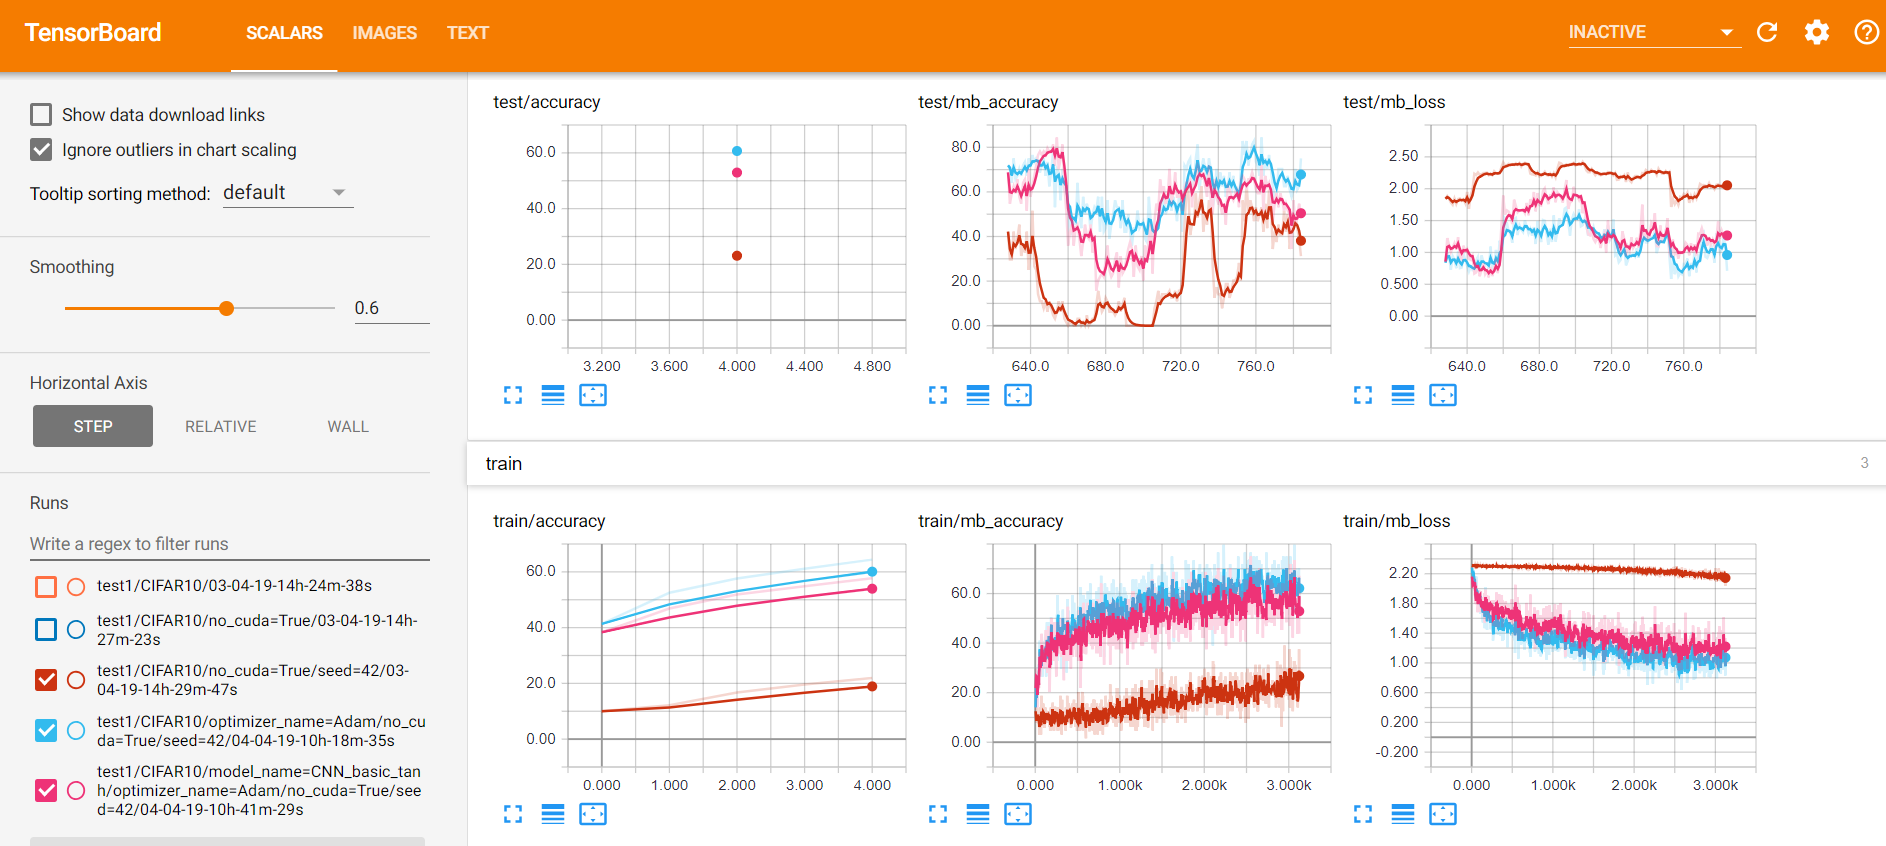 TensorBoard SCALARS IMAGES TEXT INACTIVE
Show data download links
Ignore outliers in chart scaling
Tooltip sorting method: default
Smoothing
0.6
Horizontal Axis
STEP RELATIVE WALL
Runs
Write a regex to filter runs
test1/CIFAR10/03-04-19-14h-24m-38s
test1/CIFAR10/no_cuda=True/03-04-19-14h-
27m-23s
test1/CIFAR10/no_cuda=True/seed=42/03-
04-19-14h-29m-47s
test1/CIFAR10/optimizer_name=Adam/no_cu
da=True/seed=42/04-04-19-10h-18m-35s
test1/CIFAR10/model_name=CNN_basic_tan
h/optimizer_name=Adam/no_cuda=True/see
d=42/04-04-19-10h-41m-29s
test/accuracy
60.0
40.0
20.0
0.00
3.200 3.600 4.000 4.400 4.800
test/mb_accuracy
80.0
60.0
40.0
20.0
0.00
640.0 680.0 720.0 760.0
test/mb_loss
2.50
2.00
1.50
1.00
0.500
0.00
640.0 680.0 720.0 760.0
train 3
train/accuracy
60.0
40.0
20.0
0.00
0.000 1.000 2.000 3.000 4.000
train/mb_accuracy
60.0
40.0
20.0
0.00
0.000 1.000k 2.000k 3.000k
train/mb_loss
2.20
1.80
1.40
1.00
0.600
0.200
-0.200
0.000 1.000k 2.000k 3.000k